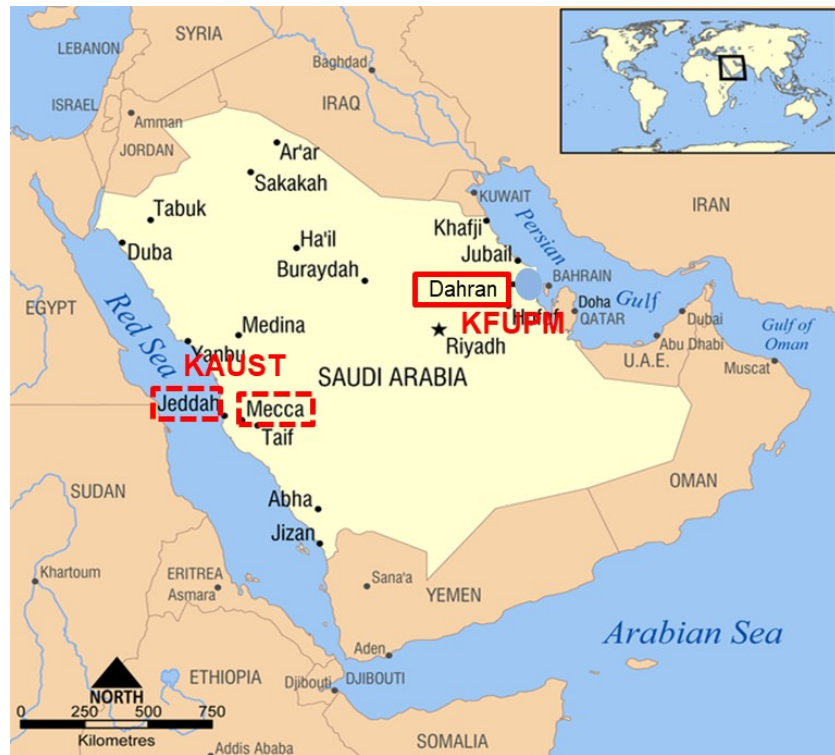 SYRIA
LEBANON
Baghdad
IRAQ
ISRAEL
Amman
JORDAN
Ar'ar
Sakakah
IRAN
KUWAIT
Tabuk
Khafji
Persian
Duba
Ha'il
Jubail
Buraydah
BAHRAIN
Dahran
Doha
Gulf
EGYPT
Red Sea
Medina
KFUPM
QATAR
Dubai
Gulf of
Oman
Riyadh
Abu Dhabi
Yanbu
U.A.E.
Muscat
KAUST
SAUDI ARABIA
Jeddah
Mecca
Taif
OMAN
SUDAN
Abha
Jizan
Khartoum
ERITREA
Asmara
Sana'a
YEMEN
Arabian Sea
Aden
ETHIOPIA
Djibouti
DJIBOUTI
NORTH
0 250 500 750
Kilometres
SOMALIA
Addis Ababa